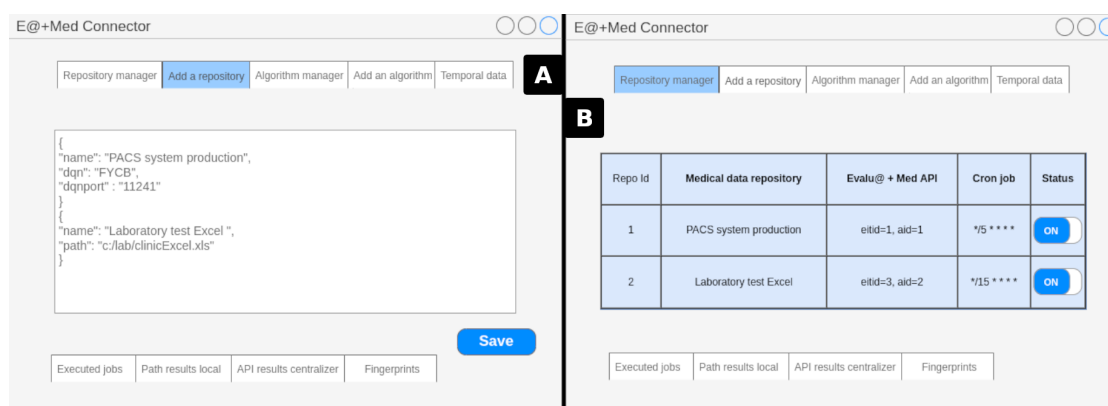 E@+Med Connector
Repository manager Add a repository Algorithm manager Add an algorithm Temporal data
A
{
"name": "PACS system production",
"dqn": "FYCB",
"dqnport" : "11241"
}
{
"name": "Laboratory test Excel ",
"path": "c:/lab/clinicExcel.xls"
}
Save
Executed jobs Path results local API results centralizer Fingerprints
E@+Med Connector
Repository manager Add a repository Algorithm manager Add an algorithm Temporal data
B
Repo Id Medical data repository Evalu@ + Med API Cron job Status
1 PACS system production eitid=1, aid=1 */5 * * * * ON
2 Laboratory test Excel eitid=3, aid=2 */15 * * * * ON
Executed jobs Path results local API results centralizer Fingerprints